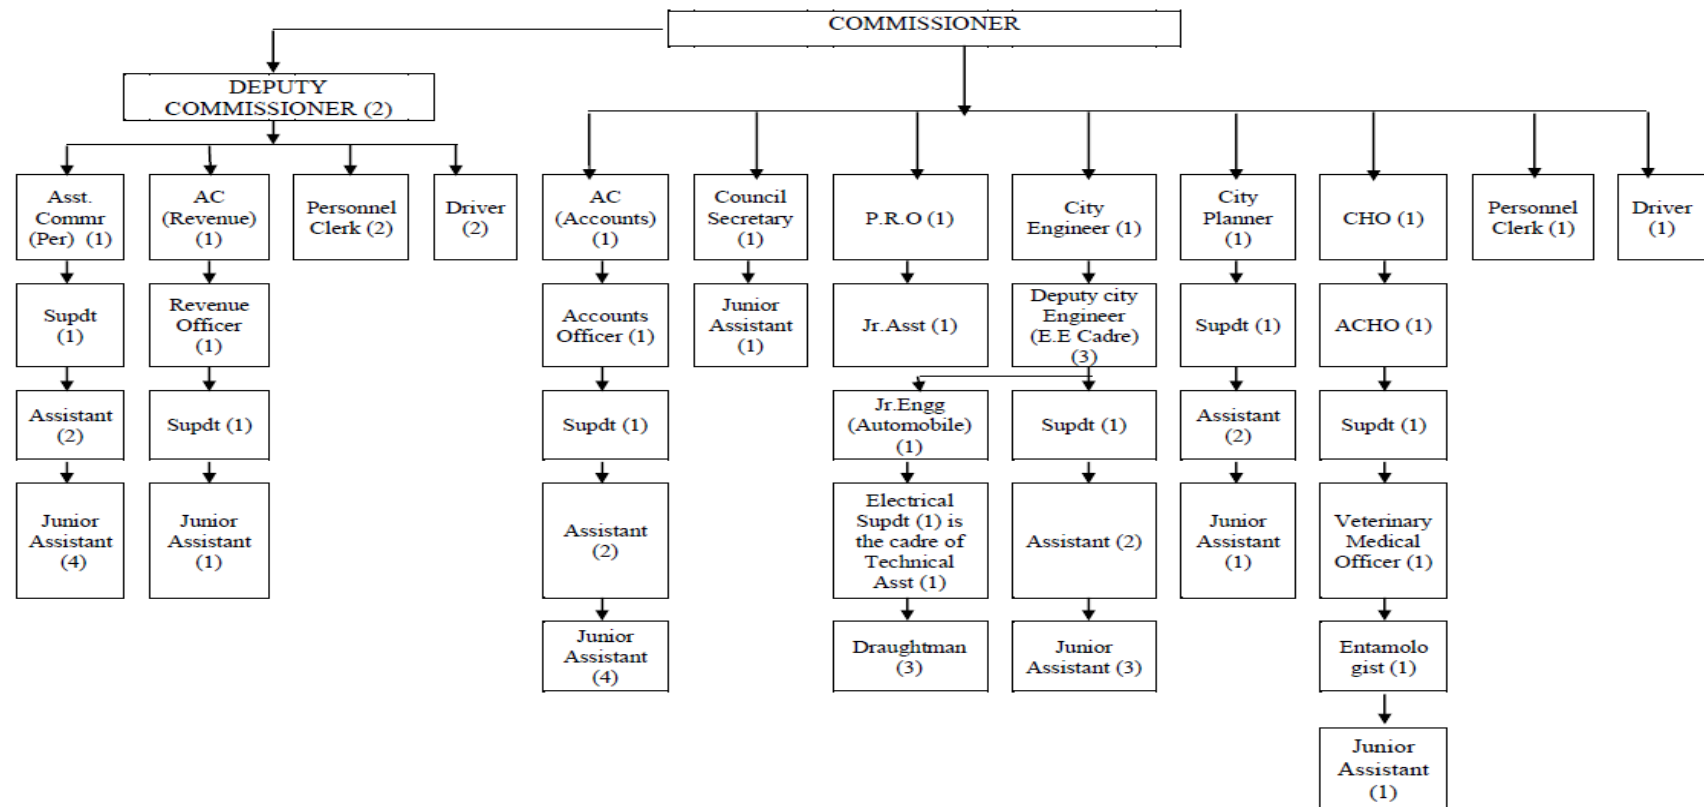 COMMISSIONER
DEPUTY
COMMISSIONER (2)
Asst.
Commr
(Per) (1)
AC
(Revenue)
(1)
Personnel
Clerk (2)
Driver
(2)
AC
(Accounts)
(1)
Council
Secretary
(1)
P.R.O (1)
City
Engineer (1)
City
Planner
(1)
CHO (1)
Personnel
Clerk (1)
Driver
(1)
Supdt
(1)
Revenue
Officer
(1)
Accounts
Officer (1)
Junior
Assistant
(1)
Jr.Asst (1)
Deputy city
Engineer
(E.E Cadre)
(3)
Supdt (1)
ACHO (1)
Assistant
(2)
Supdt (1)
Supdt (1)
Jr.Engg
(Automobile)
(1)
Supdt (1)
Assistant
(2)
Supdt (1)
Junior
Assistant
(4)
Junior
Assistant
(1)
Assistant
(2)
Electrical
Supdt (1) is
the cadre of
Technical
Asst (1)
Assistant (2)
Junior
Assistant
(1)
Veterinary
Medical
Officer (1)
Junior
Assistant
(4)
Draughtman
(3)
Junior
Assistant (3)
Entamolo
gist (1)
Junior
Assistant
(1)